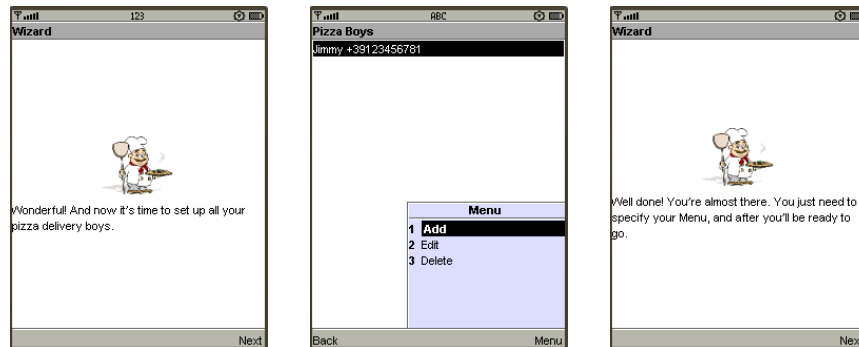 123
Wizard
Wonderful! And now it's time to set up all your
pizza delivery boys.
Next
ABC
Pizza Boys
Jimmy +39123456781
Menu
1 Add
2 Edit
3 Delete
Back
Menu
Wizard
Well done! You're almost there. You just need to
specify your Menu, and after you'll be ready to
go.
Nex